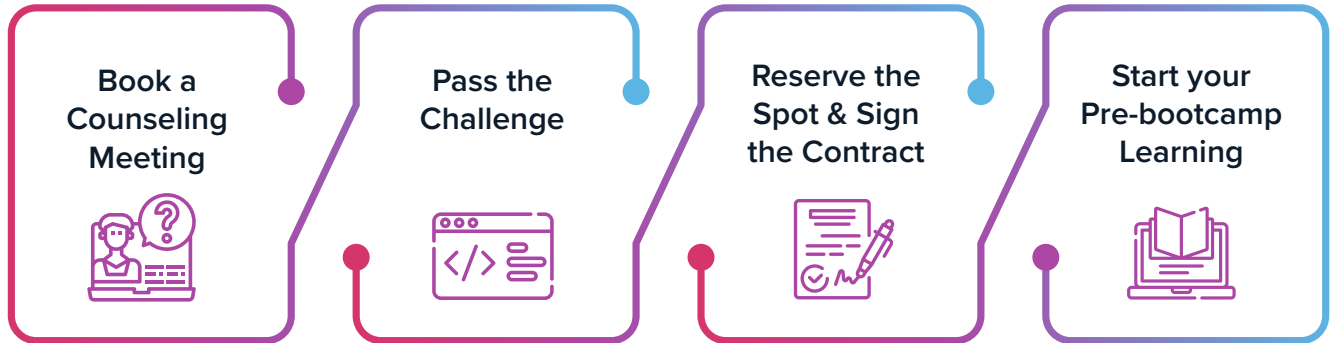 Book a
Counseling
Meeting
Pass the
Challenge
Reserve the
Spot & Sign
the Contract
Start your
Pre-bootcamp
Learning